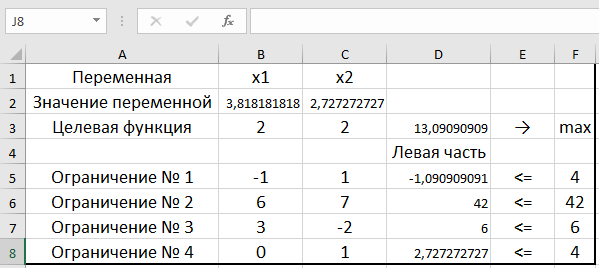 J8 fx
A B C D E F
1 Переменная x1 x2
2 Значение переменной 3,818181818 2,727272727
3 Целевая функция 2 2 13,09090909 → max
4 Левая часть
5 Ограничение № 1 -1 1 -1,090909091 <= 4
6 Ограничение № 2 6 7 42 <= 42
7 Ограничение № 3 3 -2 6 <= 6
8 Ограничение № 4 0 1 2,727272727 <= 4